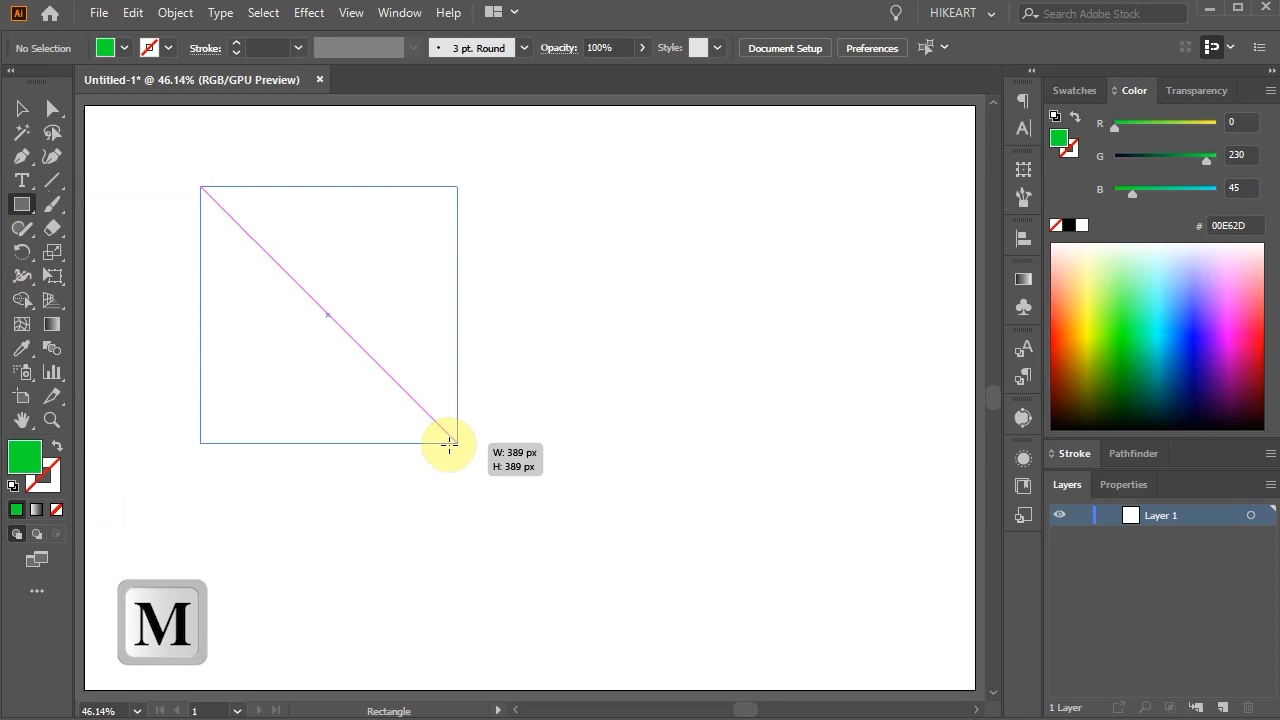 Ai File Edit Object Type Select Effect View Window Help HIKEART Search Adobe Stock
No Selection Stroke: 3 pt. Round Opacity: 100% Style: Document Setup Preferences
Untitled-1* @ 46.14% (RGB/GPU Preview) ×
Swatches Color Transparency
R 0
G 230
B 45
# 00E62D
W: 389 px
H: 389 px
Stroke Pathfinder
Layers Properties
Layer 1
M
46.14% 1 Rectangle
1 Layer